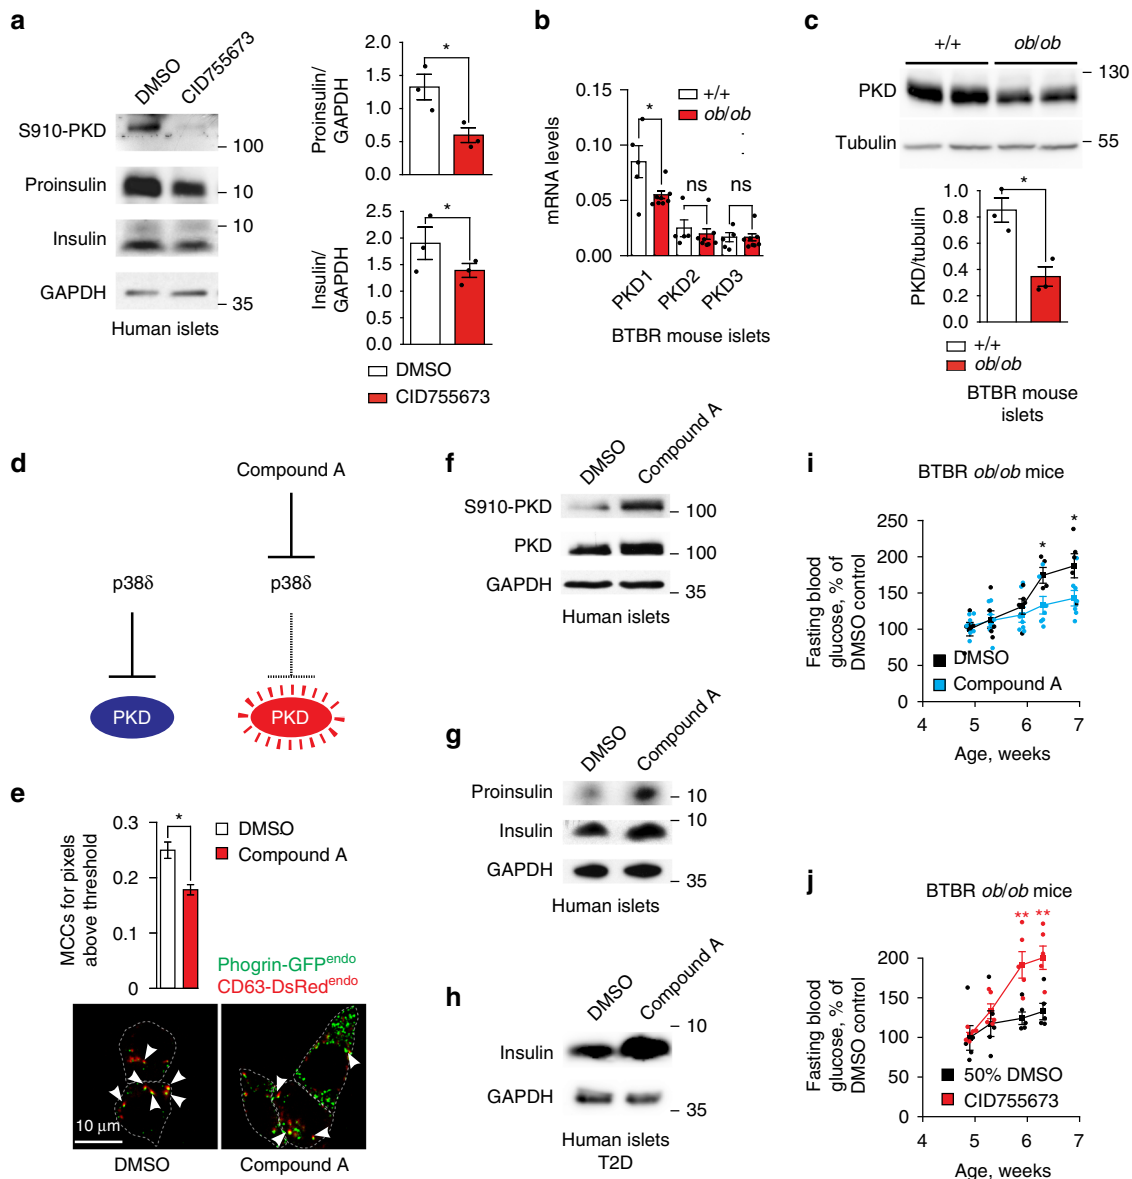 a
DMSO
CID755673
S910-PKD
100
Proinsulin
10
Insulin
10
GAPDH
35
Human islets
Proinsulin/
GAPDH
2.0
1.5
1.0
0.5
0.0
*
Insulin/
GAPDH
2.5
2.0
1.5
1.0
0.5
0.0
*
DMSO
CID755673
b
mRNA levels
0.15
0.10
0.05
0.00
*
ns
ns
+/+
ob/ob
PKD1
PKD2
PKD3
BTBR mouse islets
c
+/+
ob/ob
PKD
130
Tubulin
55
PKD/tubulin
1.0
0.8
0.6
0.4
0.2
0.0
*
+/+
ob/ob
BTBR mouse
islets
d
Compound A
p38δ
p38δ
PKD
PKD
e
MCCs for pixels
above threshold
0.3
0.2
0.1
0
*
DMSO
Compound A
Phogrin-GFPendo
CD63-DsRedendo
10 μm
DMSO
Compound A
f
DMSO
Compound A
S910-PKD
100
PKD
100
GAPDH
35
Human islets
g
DMSO
Compound A
Proinsulin
10
Insulin
10
GAPDH
35
Human islets
h
DMSO
Compound A
10
Insulin
GAPDH
35
Human islets
T2D
i
BTBR ob/ob mice
Fasting blood
glucose, % of
DMSO control
250
200
150
100
50
0
*
*
DMSO
Compound A
4
5
6
7
Age, weeks
j
BTBR ob/ob mice
Fasting blood
glucose, % of
DMSO control
200
150
100
50
0
**
**
50% DMSO
CID755673
4
5
6
7
Age, weeks